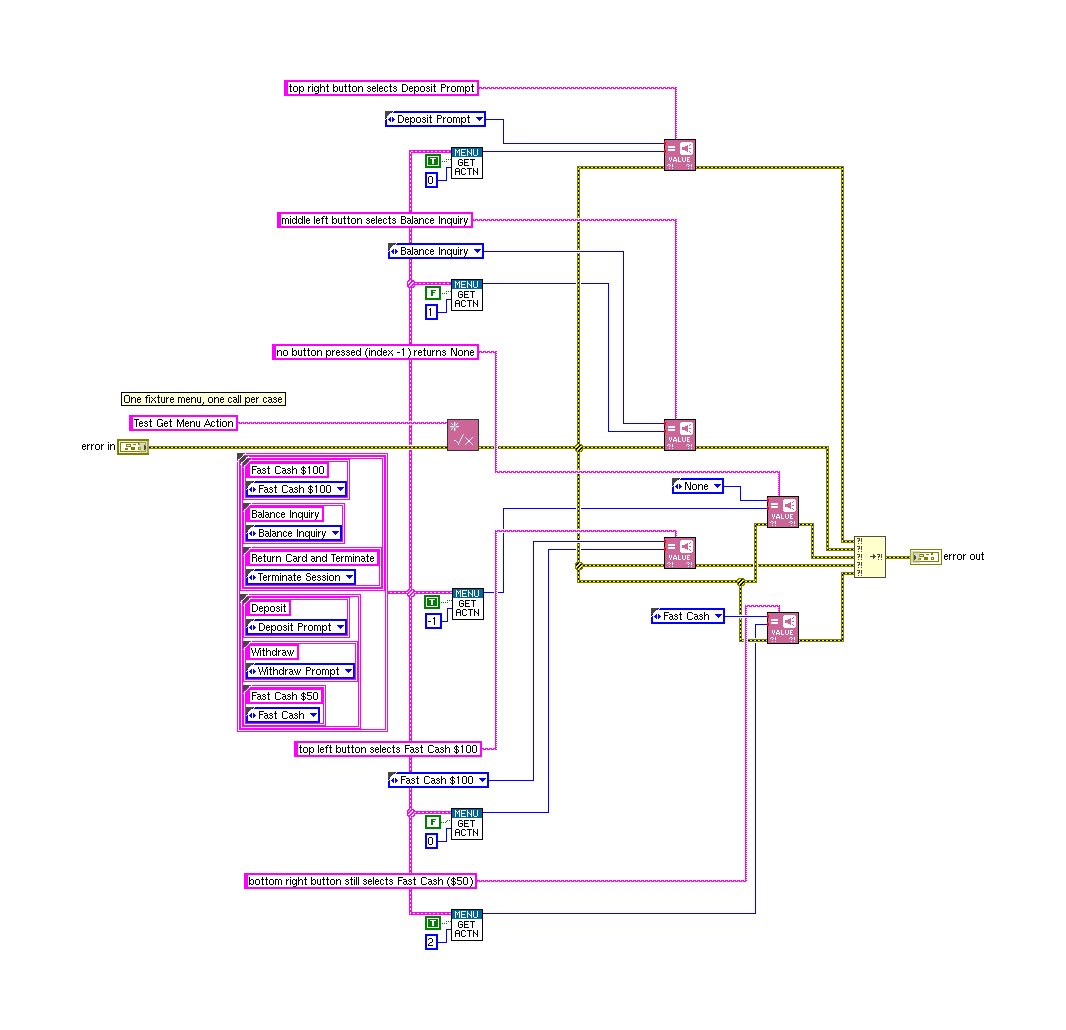 top right button selects Deposit Prompt
Deposit Prompt
MENU
GET
ACTN
T
0
=
VALUE
?!
?!
middle left button selects Balance Inquiry
Balance Inquiry
MENU
GET
ACTN
F
1
no button pressed (index -1) returns None
One fixture menu, one call per case
Test Get Menu Action
error in
=
VALUE
?!
?!
Fast Cash $100
Fast Cash $100
Balance Inquiry
Balance Inquiry
Return Card and Terminate
Terminate Session
None
=
VALUE
?!
?!
=
VALUE
?!
?!
?!
?!
?!
?!
?!
?!
error out
Deposit
Deposit Prompt
Withdraw
Withdraw Prompt
Fast Cash $50
Fast Cash
MENU
GET
ACTN
T
-1
Fast Cash
=
VALUE
?!
?!
top left button selects Fast Cash $100
Fast Cash $100
MENU
GET
ACTN
F
0
bottom right button still selects Fast Cash ($50)
MENU
GET
ACTN
T
2